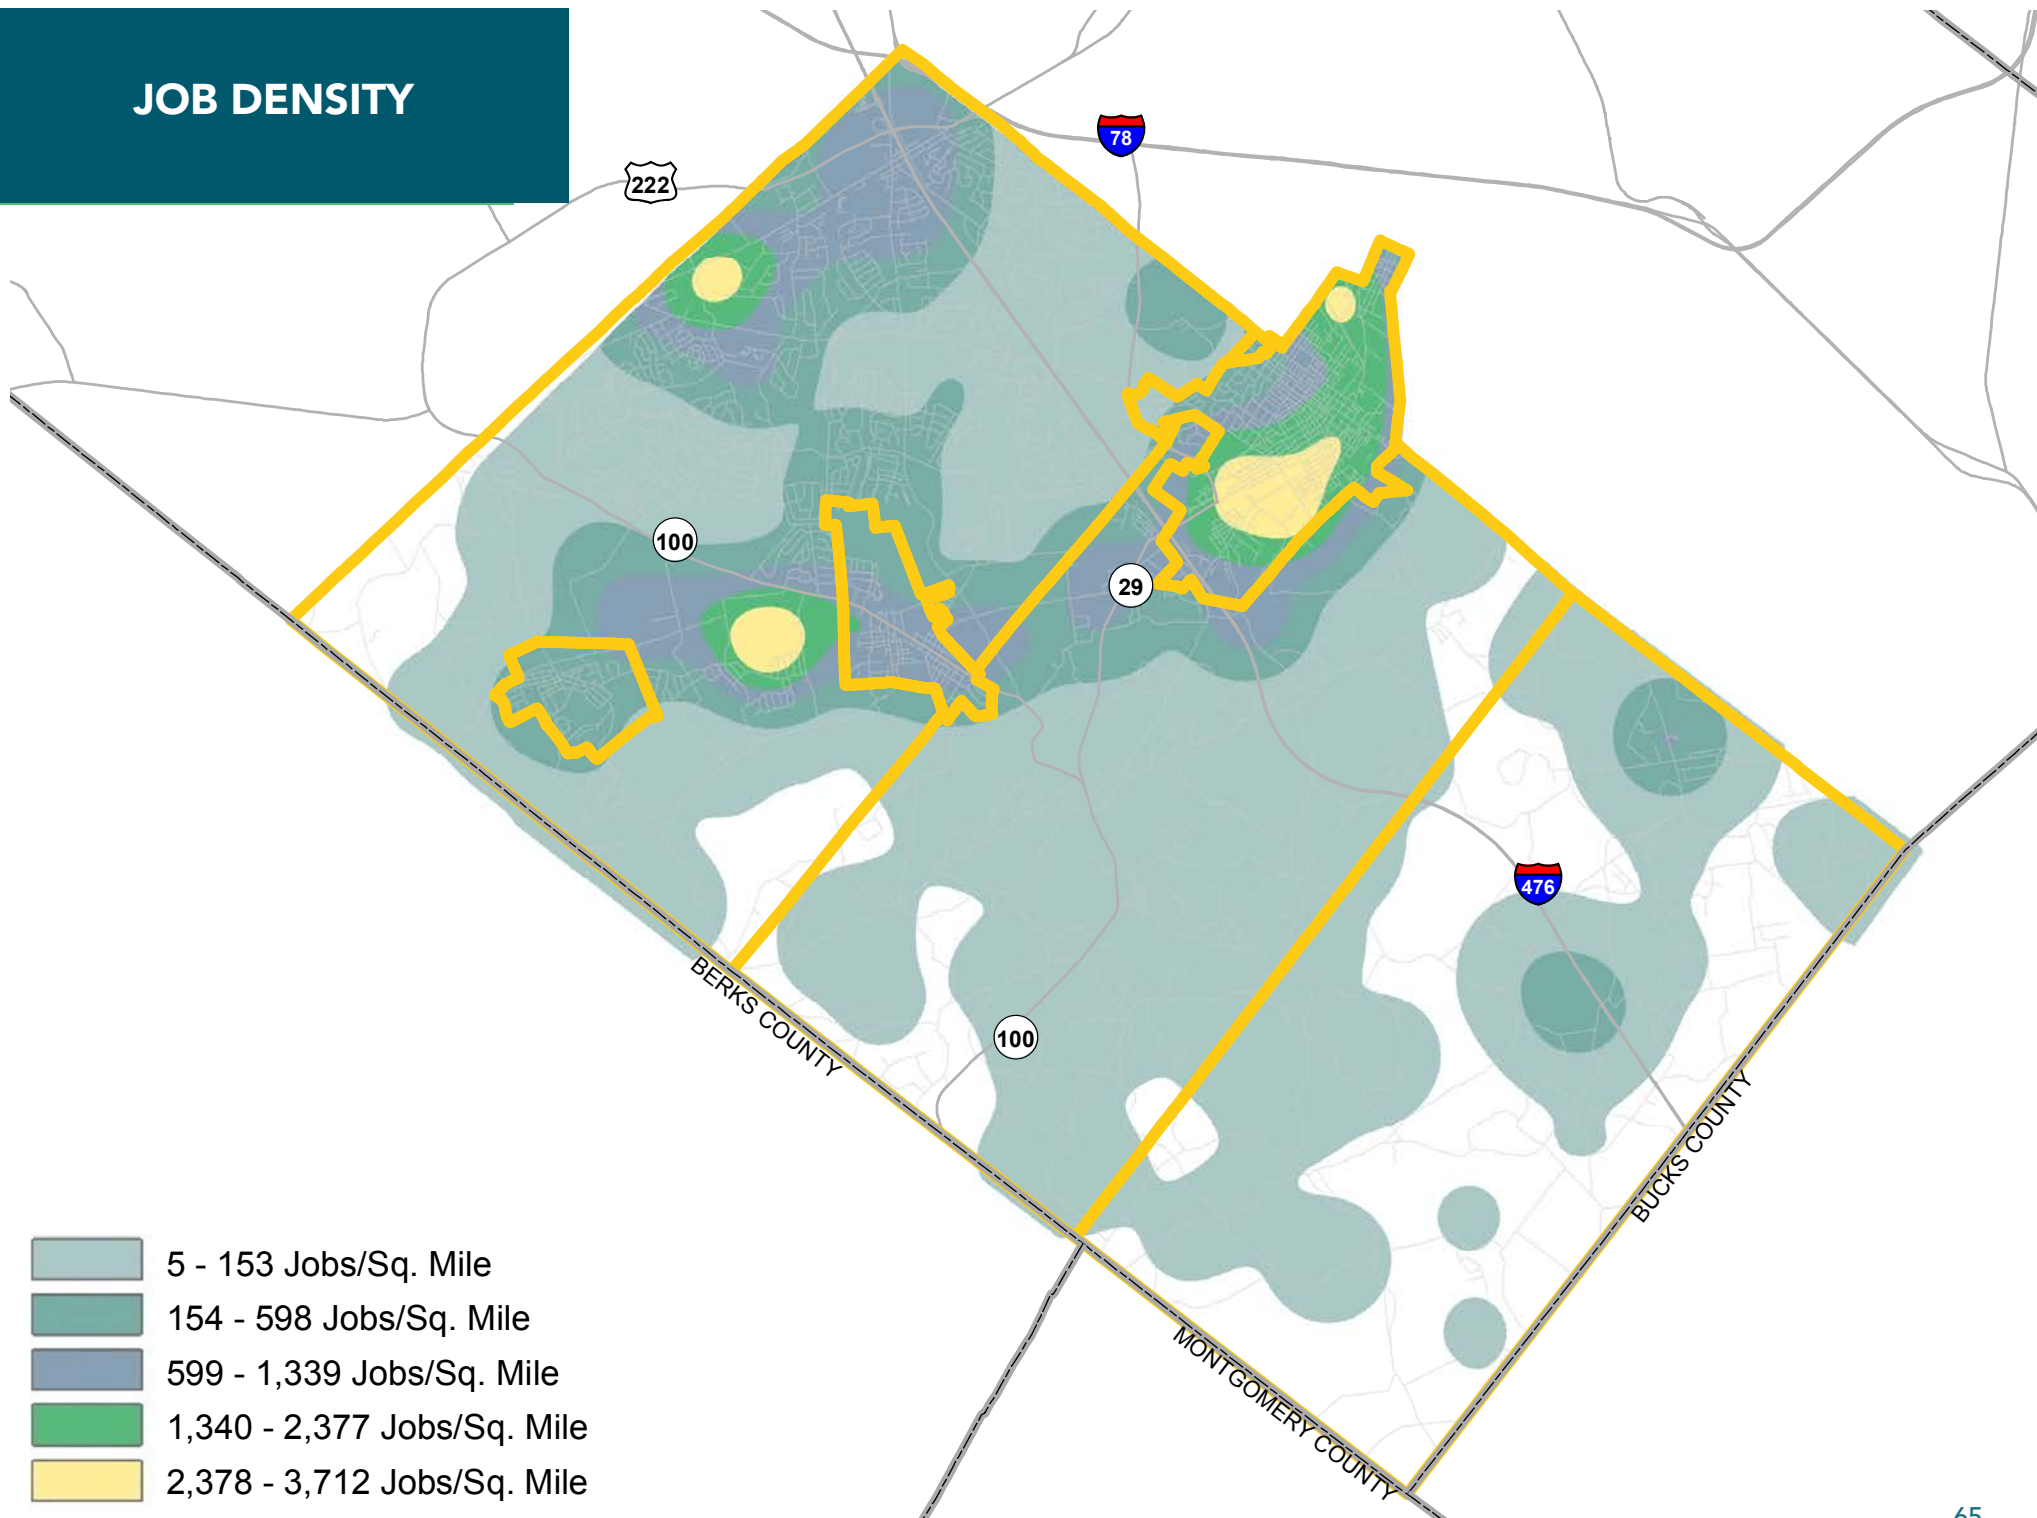 JOB DENSITY
78
222
100
29
476
BERKS COUNTY
100
BUCKS COUNTY
MONTGOMERY COUNTY
5 - 153 Jobs/Sq. Mile
154 - 598 Jobs/Sq. Mile
599 - 1,339 Jobs/Sq. Mile
1,340 - 2,377 Jobs/Sq. Mile
2,378 - 3,712 Jobs/Sq. Mile
65